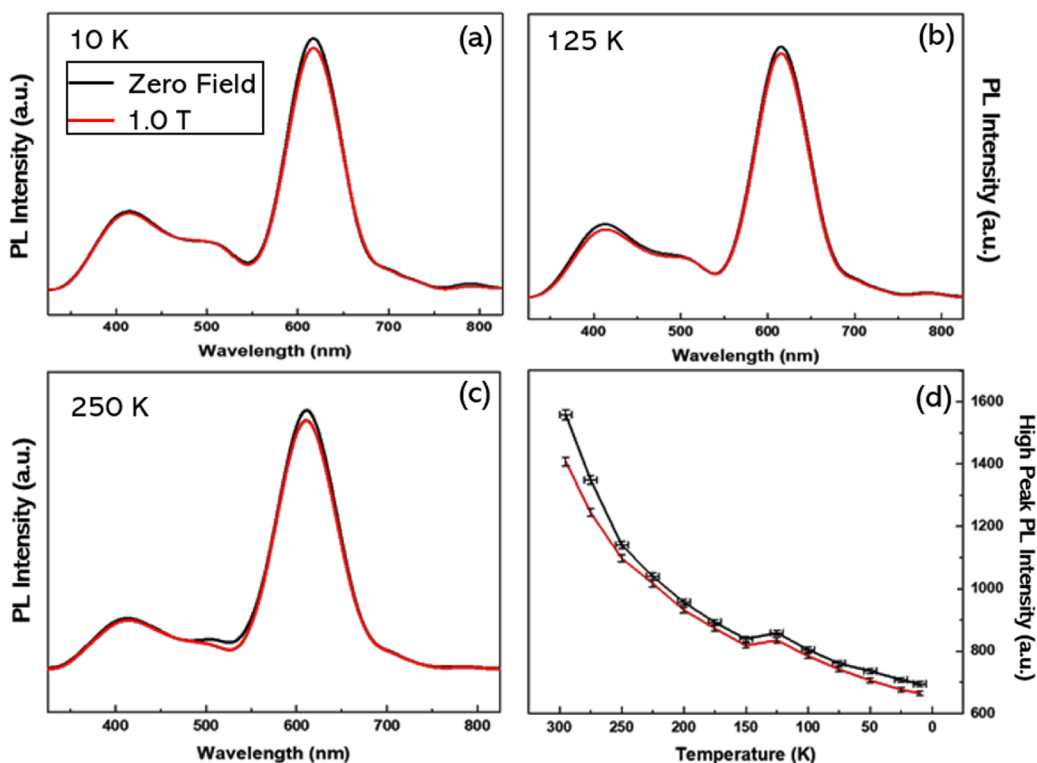 10 K
(a)
Zero Field
1.0 T
PL Intensity (a.u.)
400 500 600 700 800
Wavelength (nm)
125 K
(b)
PL Intensity (a.u.)
400 500 600 700 800
Wavelength (nm)
250 K
(c)
PL Intensity (a.u.)
400 500 600 700 800
Wavelength (nm)
(d)
1600
1400
1200
1000
800
600
High Peak PL Intensity (a.u.)
300 250 200 150 100 50 0
Temperature (K)